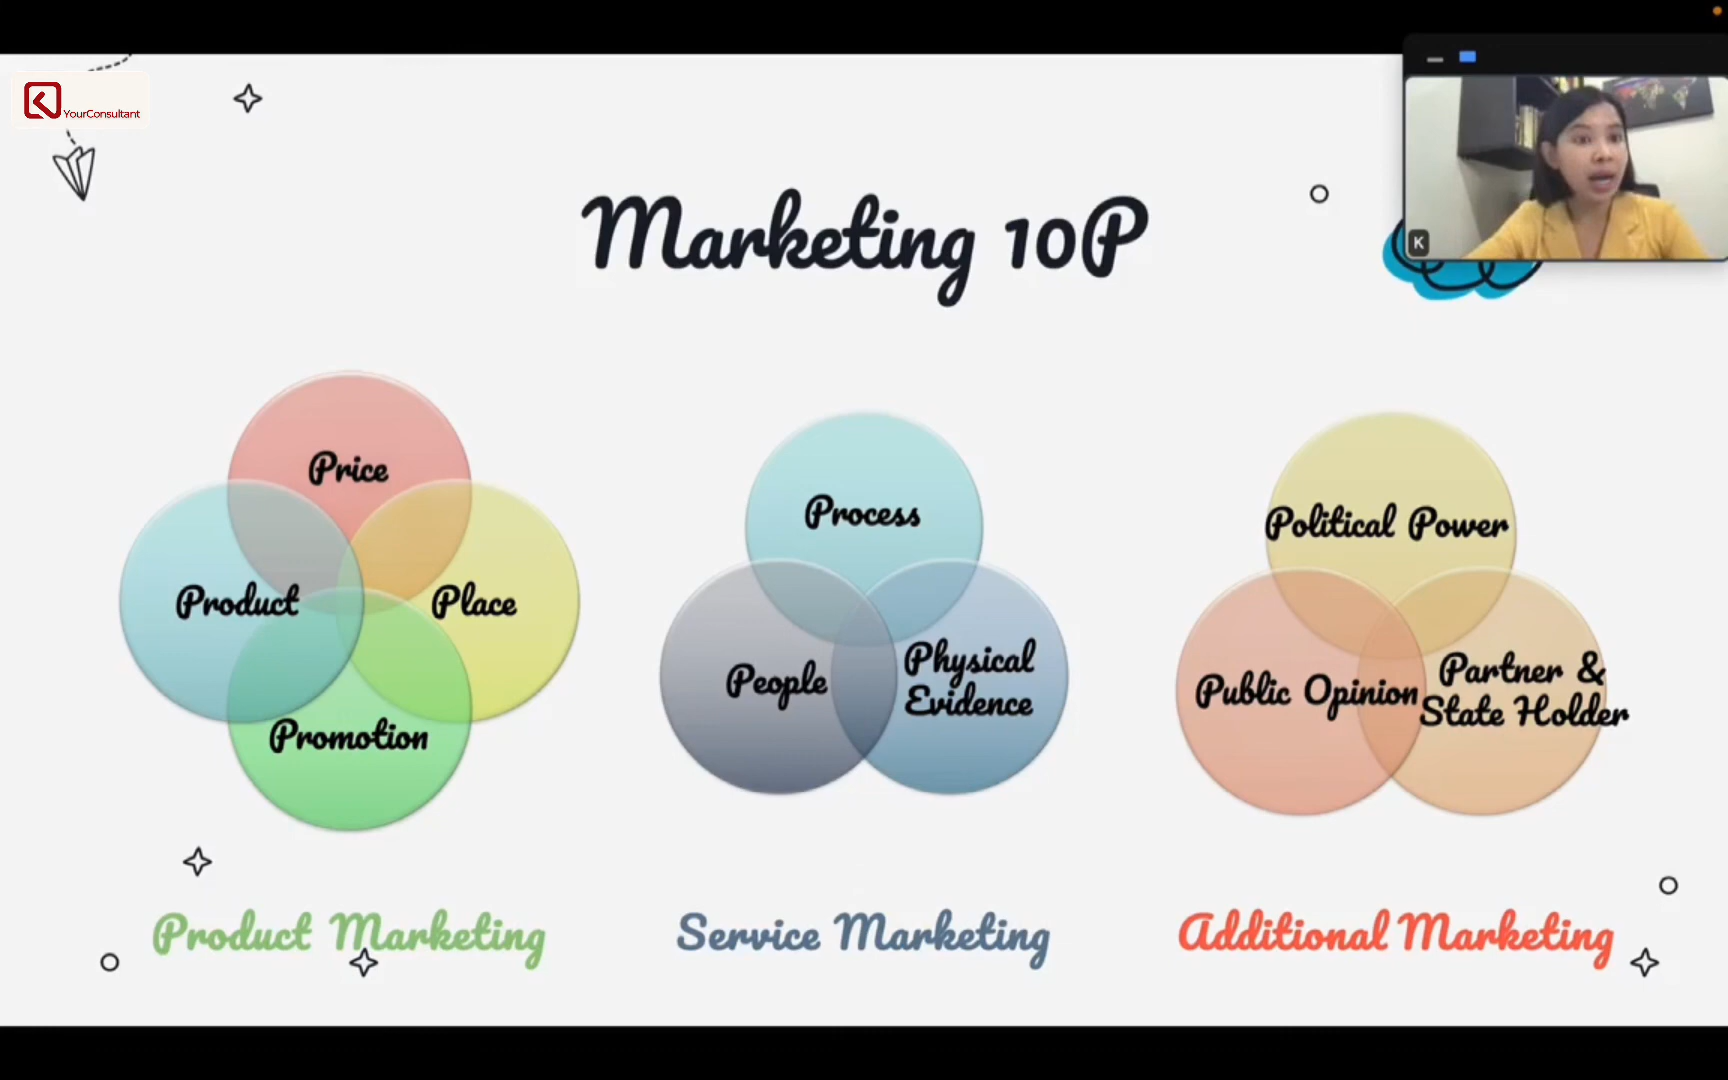 YourConsultant
Marketing 10P
K
Price
Product
Place
Promotion
Process
People
Physical
Evidence
Political Power
Public Opinion
Partner &
State Holder
Product Marketing
Service Marketing
Additional Marketing